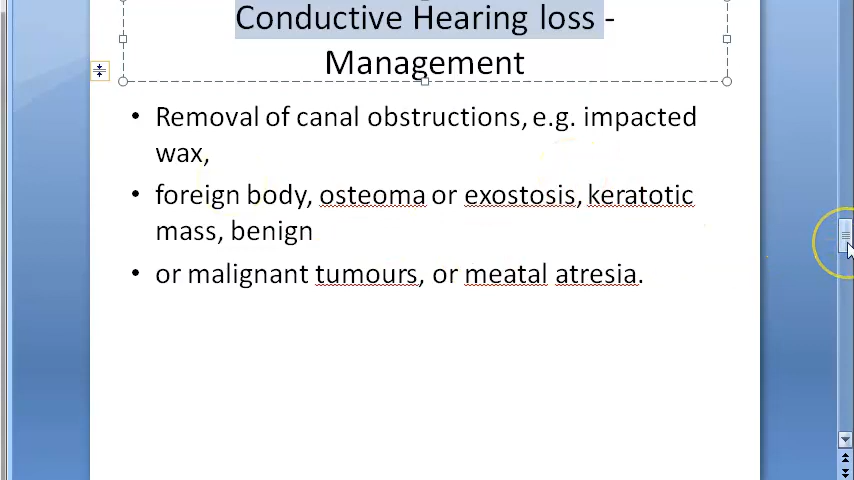 Conductive Hearing loss -
Management
• Removal of canal obstructions, e.g. impacted
wax,
• foreign body, osteoma or exostosis, keratotic
mass, benign
• or malignant tumours, or meatal atresia.